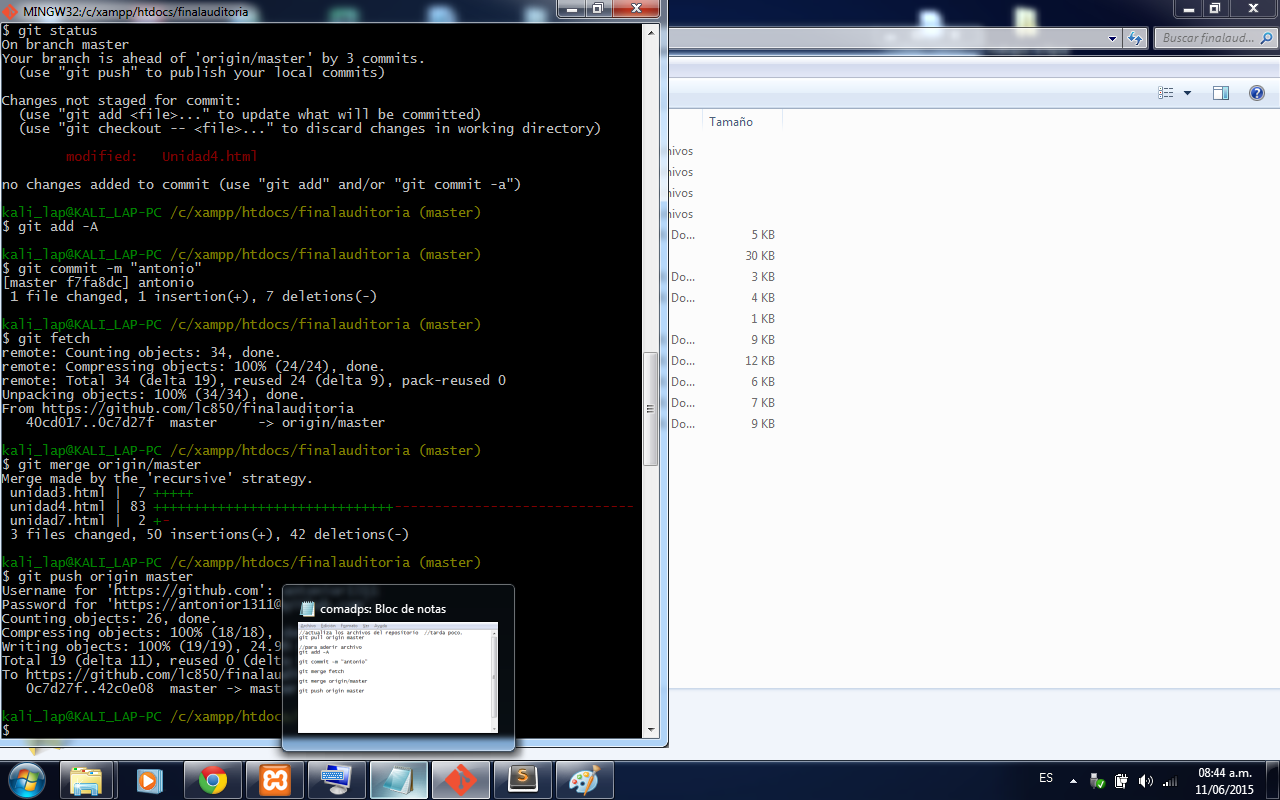 MINGW32:/c/xampp/htdocs/finalauditoria
$ git status
On branch master
Your branch is ahead of 'origin/master' by 3 commits.
  (use "git push" to publish your local commits)
Changes not staged for commit:
  (use "git add <file>..." to update what will be committed)
  (use "git checkout -- <file>..." to discard changes in working directory)
        modified:   Unidad4.html
no changes added to commit (use "git add" and/or "git commit -a")
kali_lap@KALI_LAP-PC /c/xampp/htdocs/finalauditoria (master)
$ git add -A
kali_lap@KALI_LAP-PC /c/xampp/htdocs/finalauditoria (master)
$ git commit -m "antonio"
[master f7fa8dc] antonio
 1 file changed, 1 insertion(+), 7 deletions(-)
kali_lap@KALI_LAP-PC /c/xampp/htdocs/finalauditoria (master)
$ git fetch
remote: Counting objects: 34, done.
remote: Compressing objects: 100% (24/24), done.
remote: Total 34 (delta 19), reused 24 (delta 9), pack-reused 0
Unpacking objects: 100% (34/34), done.
From https://github.com/lc850/finalauditoria
   40cd017..0c7d27f  master     -> origin/master
kali_lap@KALI_LAP-PC /c/xampp/htdocs/finalauditoria (master)
$ git merge origin/master
Merge made by the 'recursive' strategy.
 unidad3.html |  7 +++++
 unidad4.html | 83 ++++++++++++++++++++++++++++++------------------------------
 unidad7.html |  2 +-
 3 files changed, 50 insertions(+), 42 deletions(-)
kali_lap@KALI_LAP-PC /c/xampp/htdocs/finalauditoria (master)
$ git push origin master
Username for 'https://github.com':
Password for 'https://antonior1311@
Counting objects: 26, done.
Compressing objects: 100% (18/18),
Writing objects: 100% (19/19), 24.9
Total 19 (delta 11), reused 0 (delt
To https://github.com/lc850/finalau
   0c7d27f..42c0e08  master -> mast
kali_lap@KALI_LAP-PC /c/xampp/htdoc
$
comadps: Bloc de notas
Archivo Edición Formato Ver Ayuda
//actualiza los archivos del repositorio  //tarda poco.
git pull origin master
//para aderir archivo
git add -A
git commit -m "antonio"
git merge fetch
git merge origin/master
git push origin master
Buscar finalaud...
Tamaño
hivos
hivos
hivos
hivos
Do... 5 KB
30 KB
Do... 3 KB
Do... 4 KB
1 KB
Do... 9 KB
Do... 12 KB
Do... 6 KB
Do... 7 KB
Do... 9 KB
ES
08:44 a.m.
11/06/2015